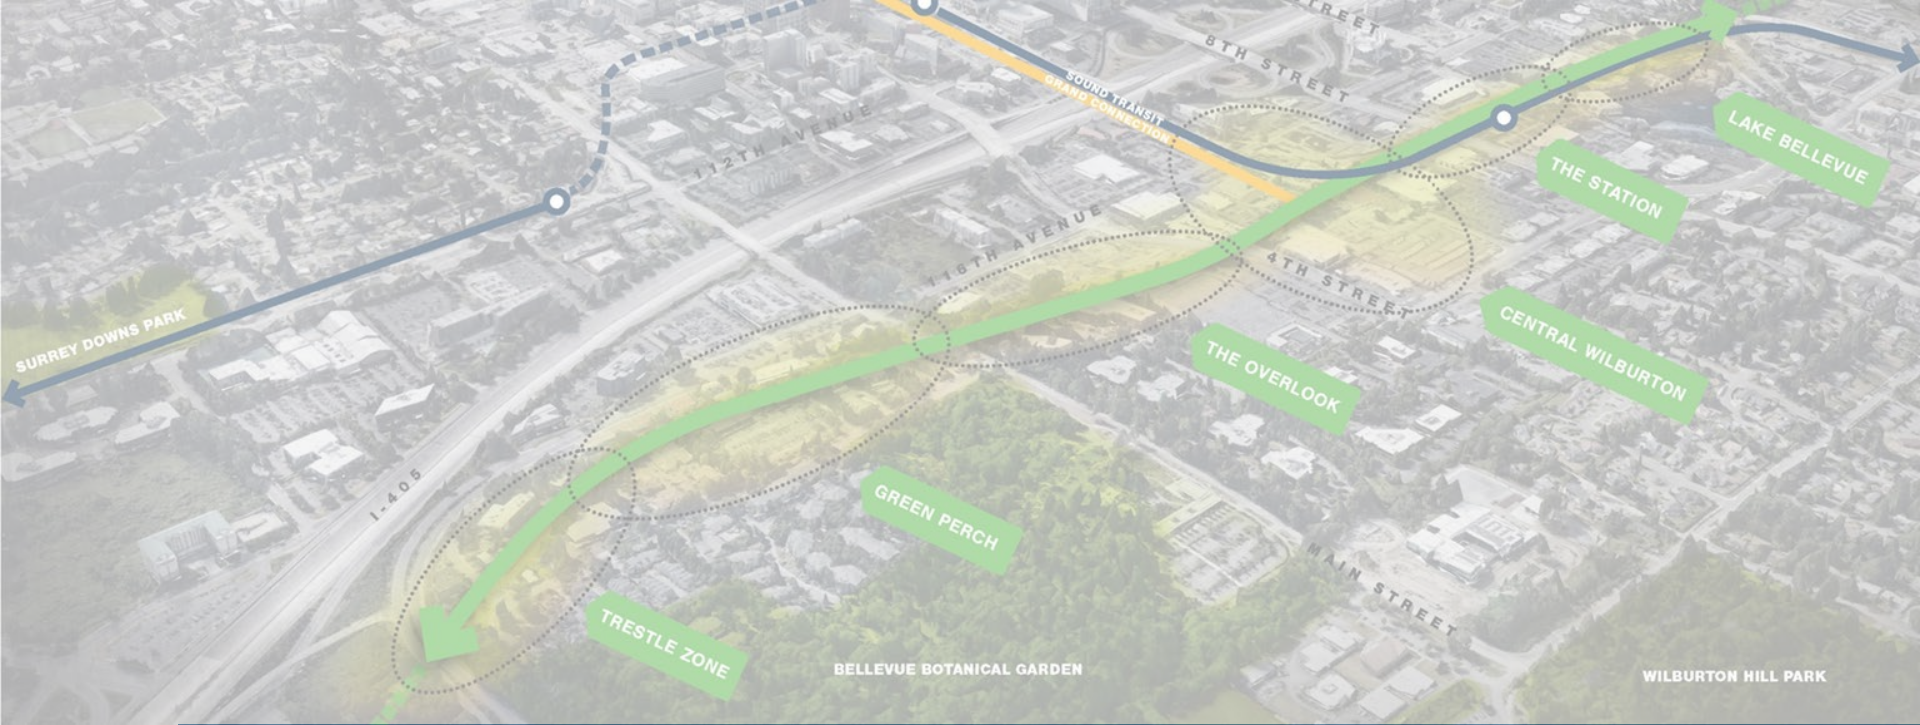 STREET
8TH STREET
SOUND TRANSIT
GRAND CONNECTION
112TH AVENUE
LAKE BELLEVUE
THE STATION
116TH AVENUE
4TH STREET
SURREY DOWNS PARK
CENTRAL WILBURTON
THE OVERLOOK
I-405
GREEN PERCH
MAIN STREET
TRESTLE ZONE
BELLEVUE BOTANICAL GARDEN
WILBURTON HILL PARK